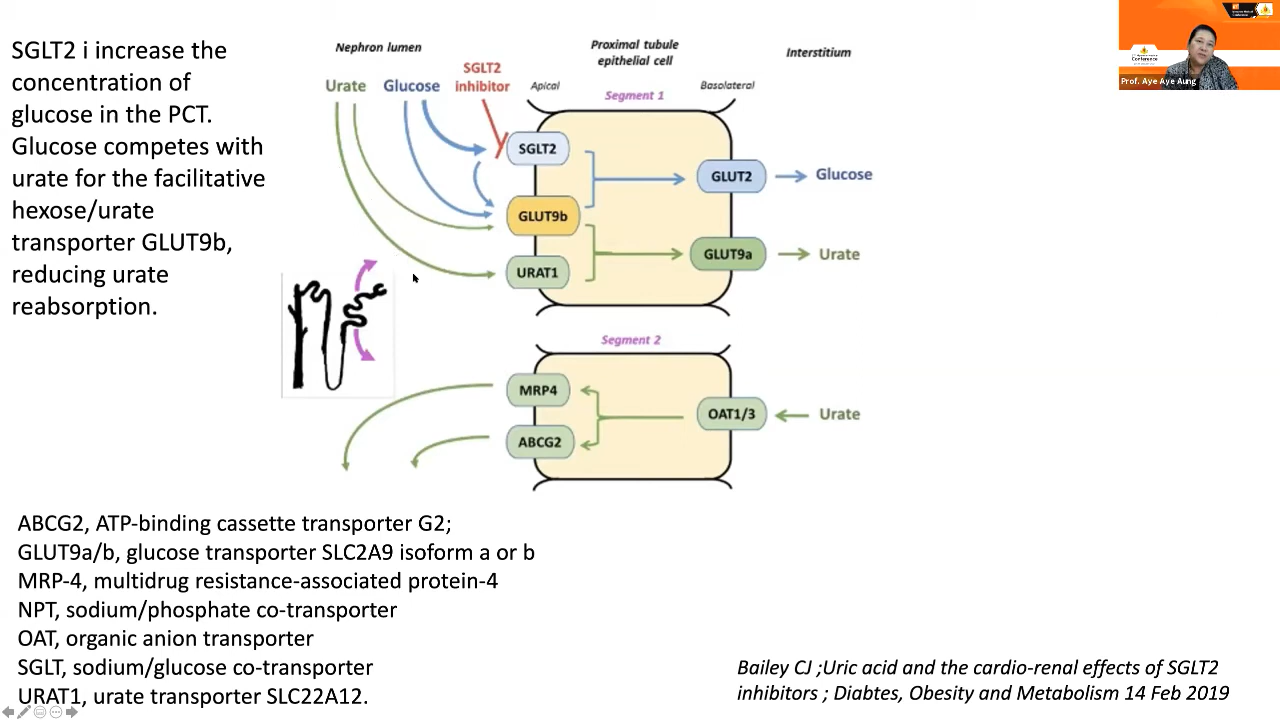 SGLT2 i increase the
concentration of
glucose in the PCT.
Glucose competes with
urate for the facilitative
hexose/urate
transporter GLUT9b,
reducing urate
reabsorption.
Nephron lumen
Proximal tubule
epithelial cell
Interstitium
Urate
Glucose
SGLT2
inhibitor
Apical
Segment 1
Basolateral
SGLT2
GLUT2
Glucose
GLUT9b
GLUT9a
Urate
URAT1
Segment 2
MRP4
OAT1/3
Urate
ABCG2
ABCG2, ATP-binding cassette transporter G2;
GLUT9a/b, glucose transporter SLC2A9 isoform a or b
MRP-4, multidrug resistance-associated protein-4
NPT, sodium/phosphate co-transporter
OAT, organic anion transporter
SGLT, sodium/glucose co-transporter
URAT1, urate transporter SLC22A12.
Bailey CJ ;Uric acid and the cardio-renal effects of SGLT2
inhibitors ; Diabtes, Obesity and Metabolism 14 Feb 2019
Conference
Prof. Aye Aye Aung